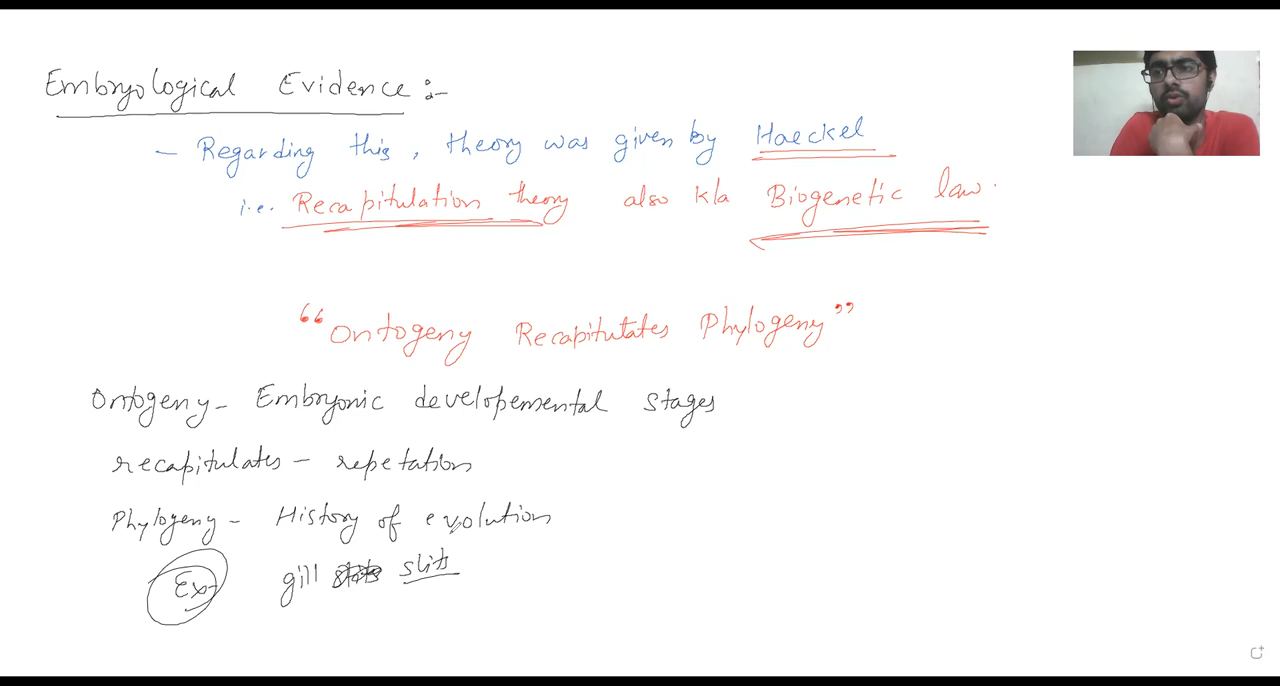 Embryological Evidence :-
- Regarding this, theory was given by Haeckel
i.e. Recapitulation theory also k/a Biogenetic law.
"Ontogeny Recapitulates Phylogeny"
Ontogeny - Embryonic developemental stages
recapitulates - repetation
Phylogeny - History of evolution
Ex- gill slits